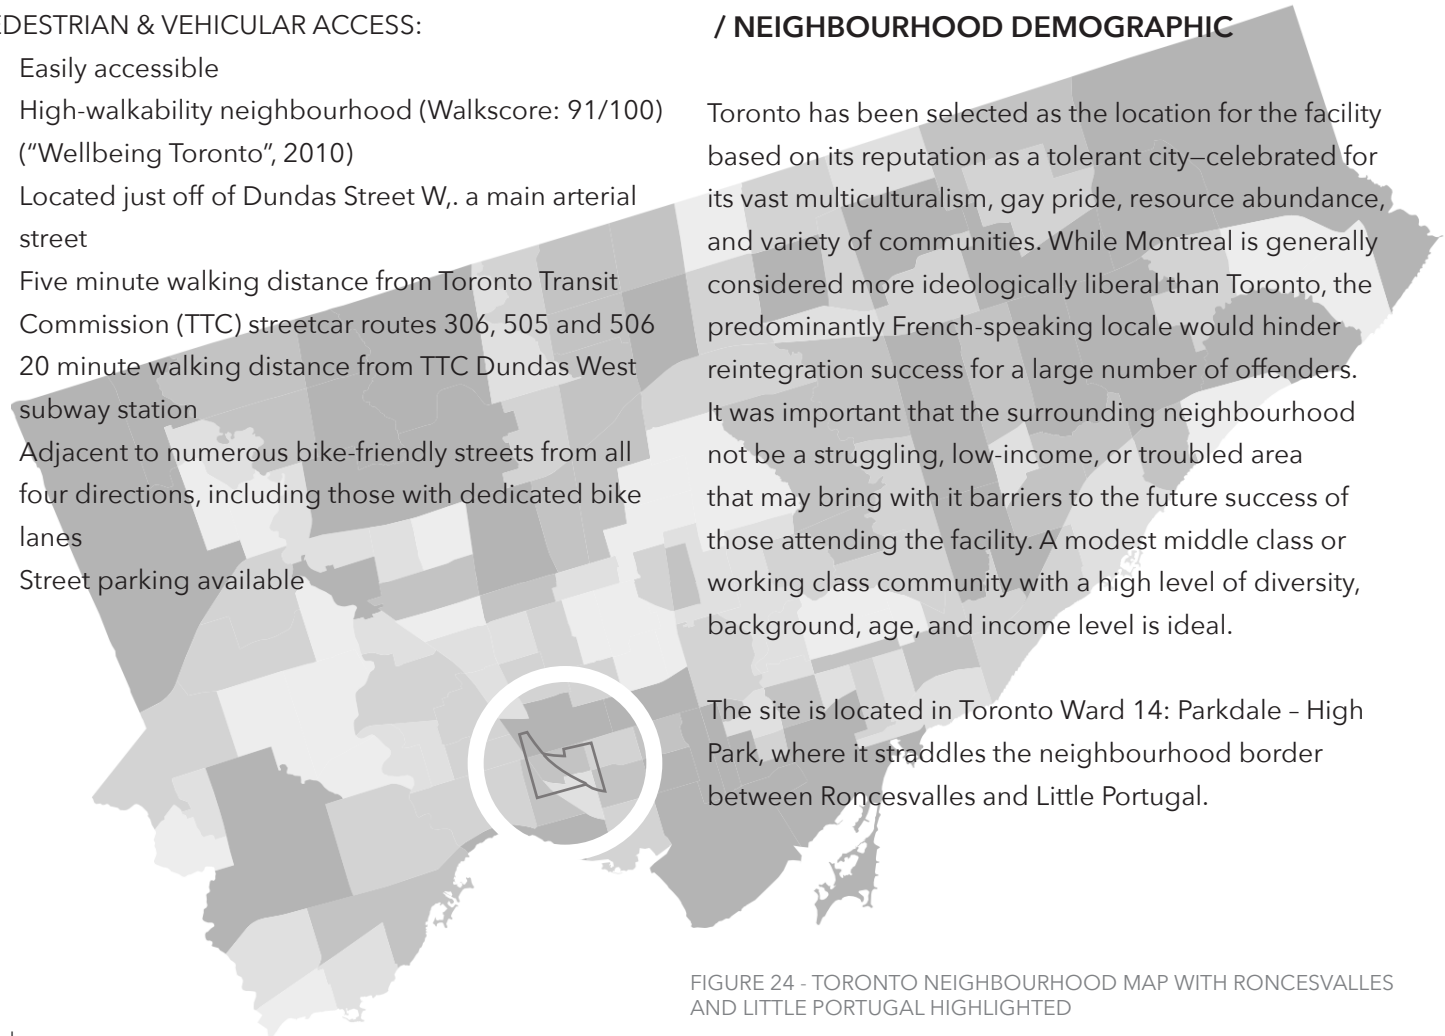 EDESTRIAN & VEHICULAR ACCESS:
Easily accessible
High-walkability neighbourhood (Walkscore: 91/100)
(“Wellbeing Toronto”, 2010)
Located just off of Dundas Street W,. a main arterial
street
Five minute walking distance from Toronto Transit
Commission (TTC) streetcar routes 306, 505 and 506
20 minute walking distance from TTC Dundas West
subway station
Adjacent to numerous bike-friendly streets from all
four directions, including those with dedicated bike
lanes
Street parking available
/ NEIGHBOURHOOD DEMOGRAPHIC
Toronto has been selected as the location for the facility
based on its reputation as a tolerant city—celebrated for
its vast multiculturalism, gay pride, resource abundance,
and variety of communities. While Montreal is generally
considered more ideologically liberal than Toronto, the
predominantly French-speaking locale would hinder
reintegration success for a large number of offenders.
It was important that the surrounding neighbourhood
not be a struggling, low-income, or troubled area
that may bring with it barriers to the future success of
those attending the facility. A modest middle class or
working class community with a high level of diversity,
background, age, and income level is ideal.
The site is located in Toronto Ward 14: Parkdale – High
Park, where it straddles the neighbourhood border
between Roncesvalles and Little Portugal.
FIGURE 24 - TORONTO NEIGHBOURHOOD MAP WITH RONCESVALLES
AND LITTLE PORTUGAL HIGHLIGHTED